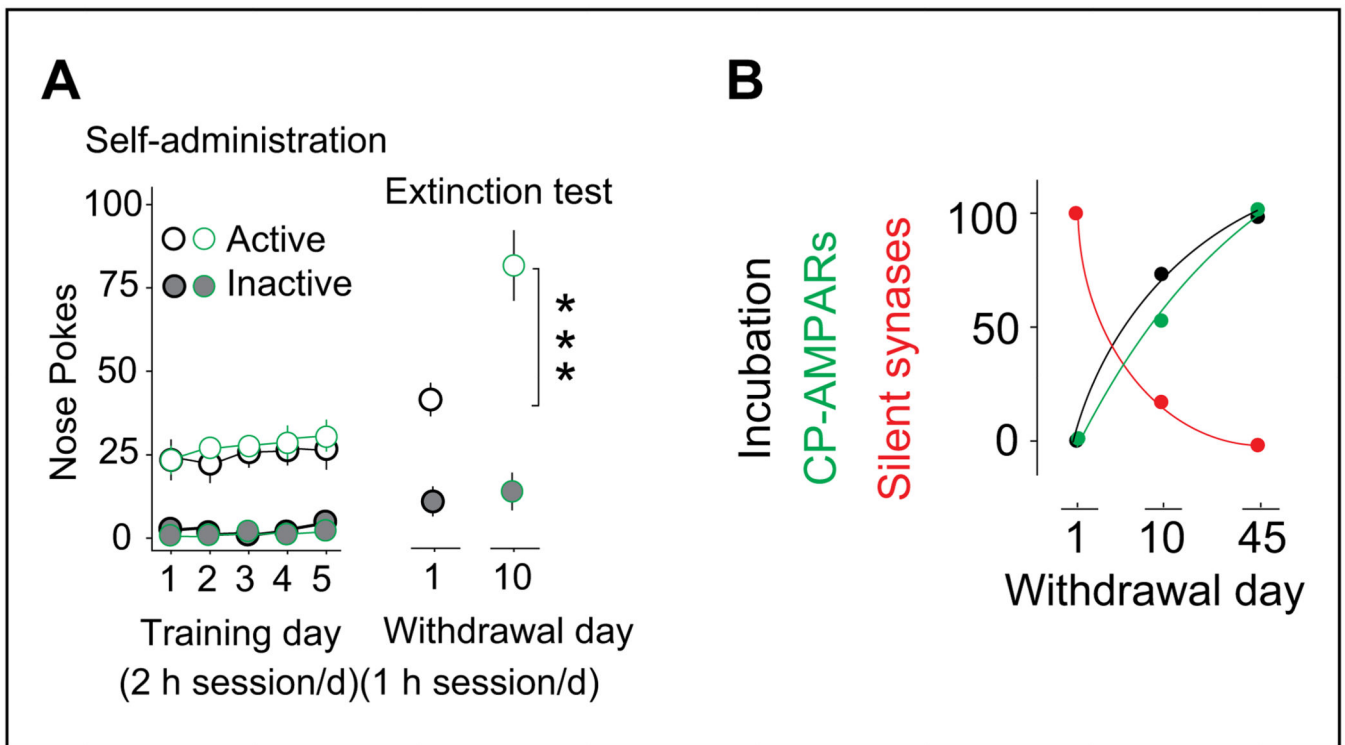 A
Self-administration
Extinction test
100
75
50
25
0
Nose Pokes
Active
Inactive
***
1 2 3 4 5
1 10
Training day
Withdrawal day
(2 h session/d)(1 h session/d)
B
Incubation
CP-AMPARs
Silent synases
100
50
0
1 10 45
Withdrawal day